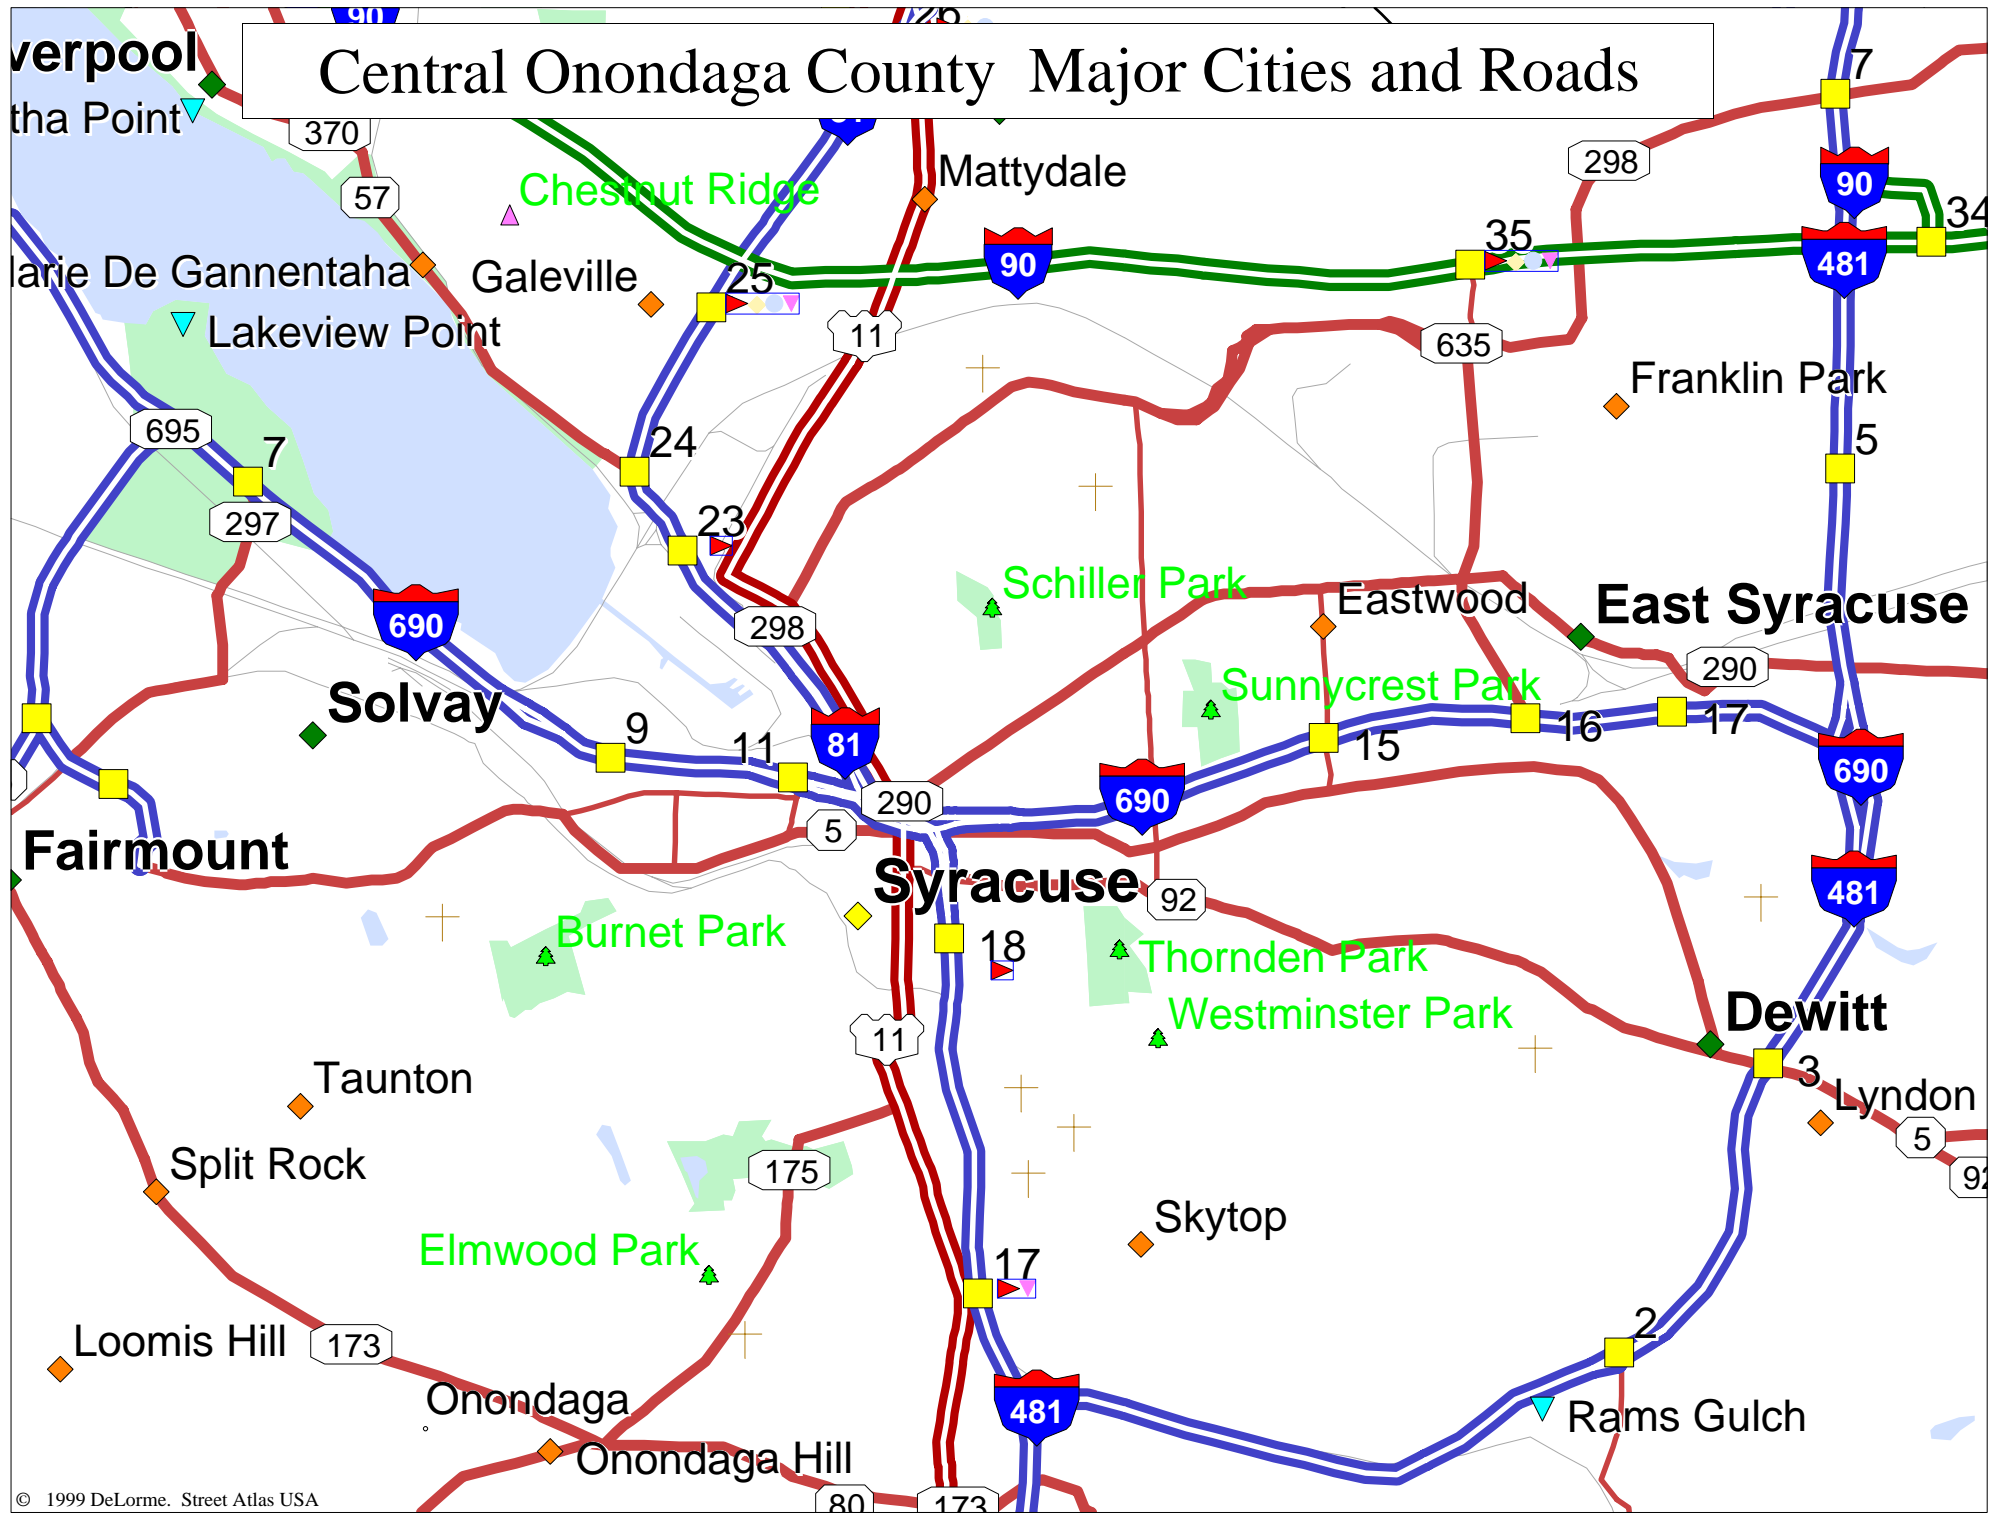 90
26
verpool
Central Onondaga County  Major Cities and Roads
7
tha Point
370
298
Mattydale
57
Chestnut Ridge
90
34
35
arie De Gannentaha
Galeville
25
90
481
Lakeview Point
11
635
Franklin Park
695
7
24
5
297
23
Schiller Park
Eastwood
East Syracuse
690
298
290
Solvay
Sunnycrest Park
9
11
81
15
16
17
690
690
290
5
Fairmount
Syracuse
92
481
Burnet Park
18
Thornden Park
Westminster Park
Dewitt
11
Taunton
3
Lyndon
5
Split Rock
175
92
Skytop
Elmwood Park
17
Loomis Hill
173
2
Onondaga
481
Rams Gulch
Onondaga Hill
80
173
© 1999 DeLorme. Street Atlas USA